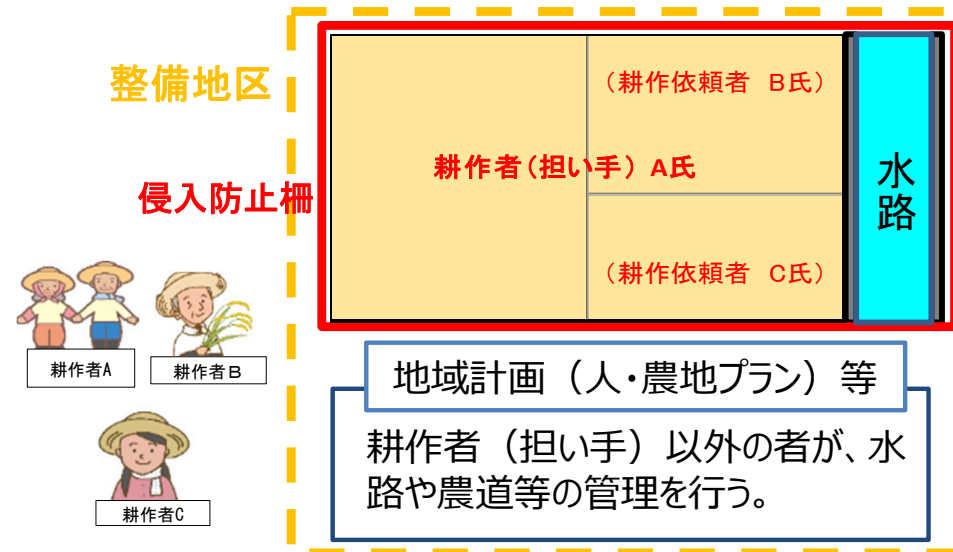 整備地区
（耕作依頼者　B氏）
耕作者（担い手） A氏
侵入防止柵
水路
（耕作依頼者　C氏）
耕作者A
耕作者B
耕作者C
地域計画（人・農地プラン）等
耕作者（担い手）以外の者が、水
路や農道等の管理を行う。